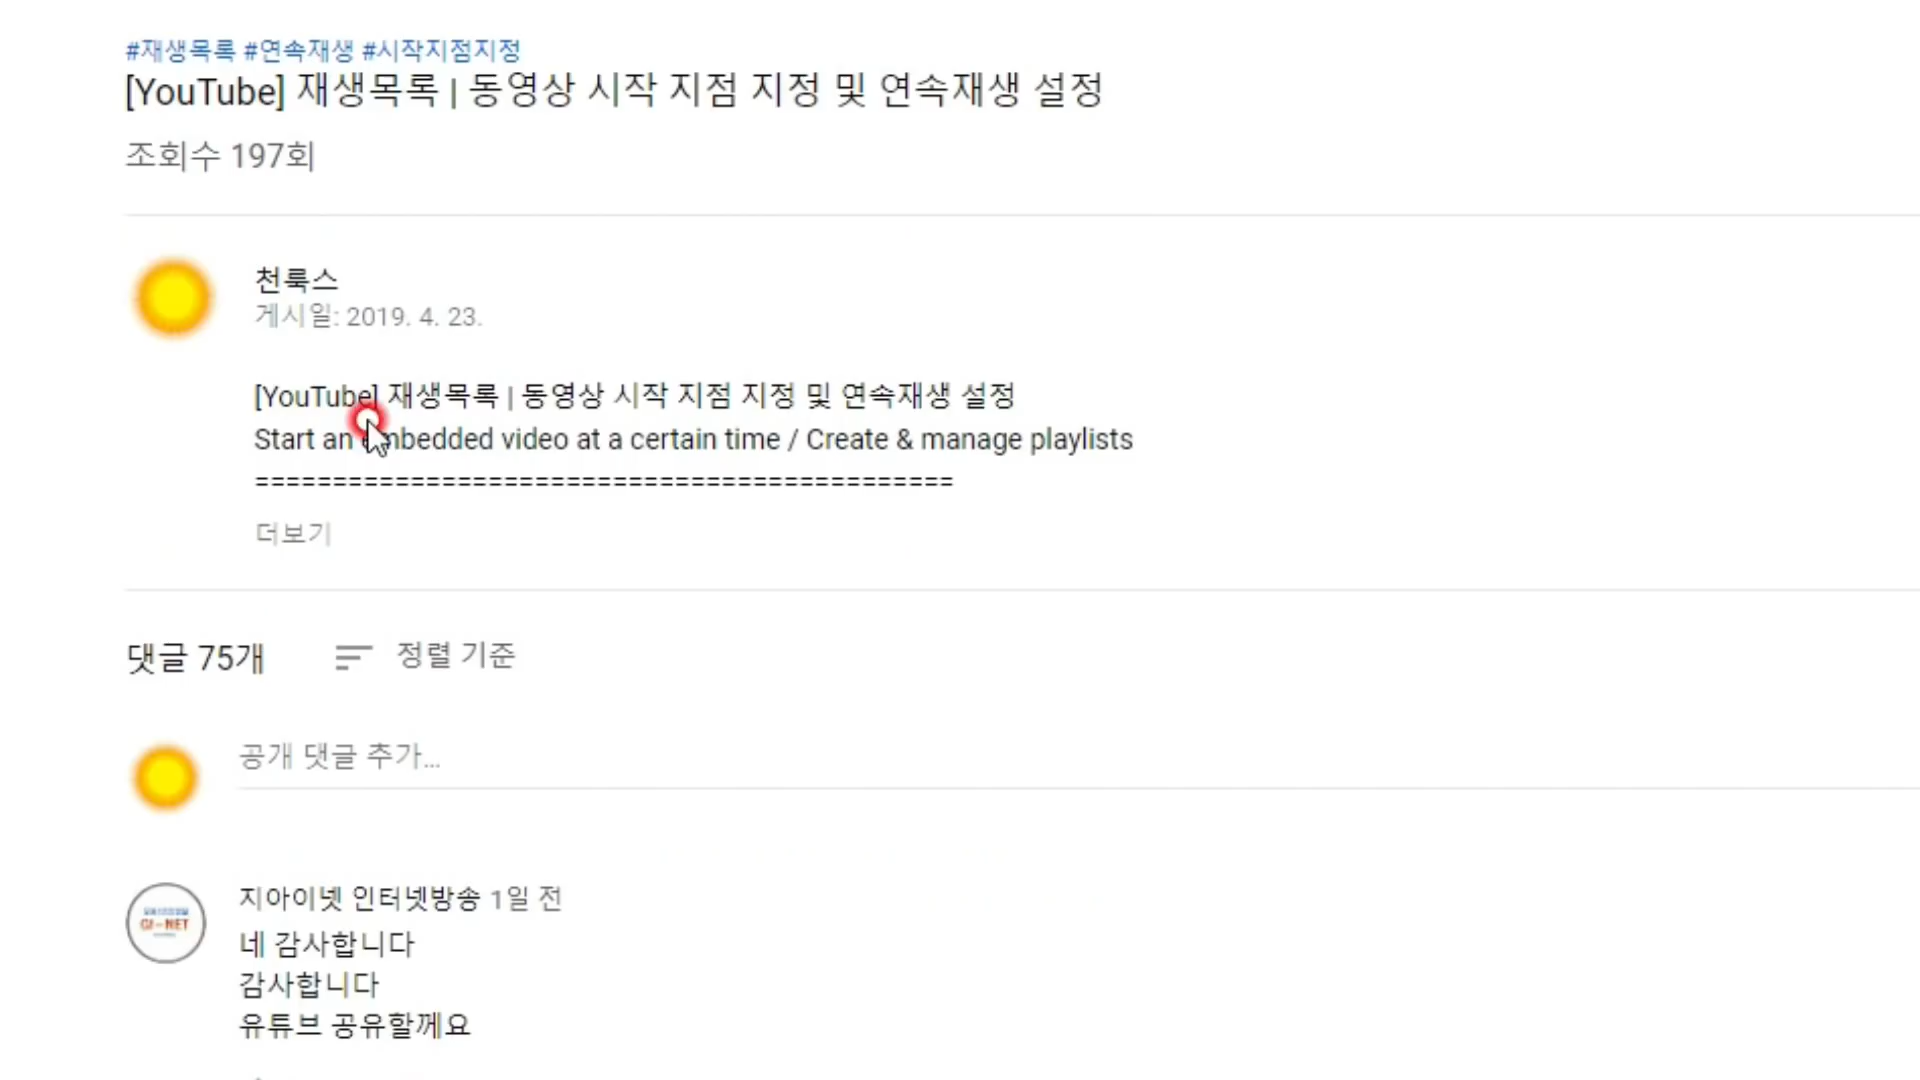 #재생목록 #연속재생 #시작지점지정
[YouTube] 재생목록 | 동영상 시작 지점 지정 및 연속재생 설정
조회수 197회
천룩스
게시일: 2019. 4. 23.
[YouTube] 재생목록 | 동영상 시작 지점 지정 및 연속재생 설정
Start an embedded video at a certain time / Create & manage playlists
=============================================
더보기
댓글 75개
정렬 기준
공개 댓글 추가...
지아이넷 인터넷방송 1일 전
GI-NET
네 감사합니다
감사합니다
유튜브 공유할께요